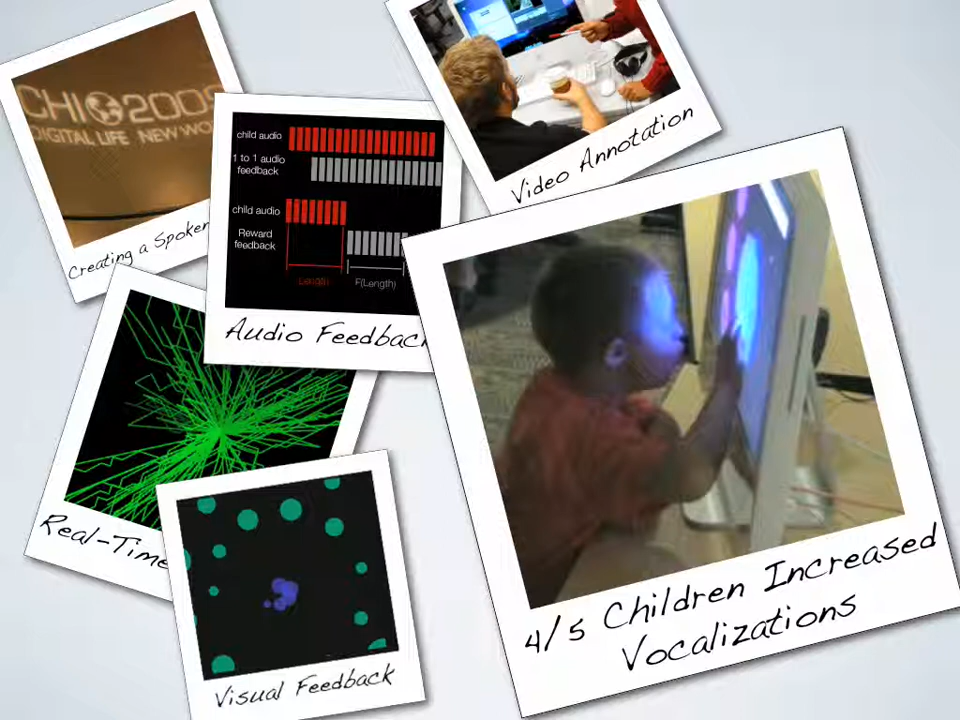 CHI 2009
DIGITAL LIFE NEW WO
Creating a Spoken
child audio
1 to 1 audio
feedback
child audio
Reward
feedback
Length
F(Length)
Audio Feedback
Video Annotation
Real-Time
Visual Feedback
4/5 Children Increased
Vocalizations